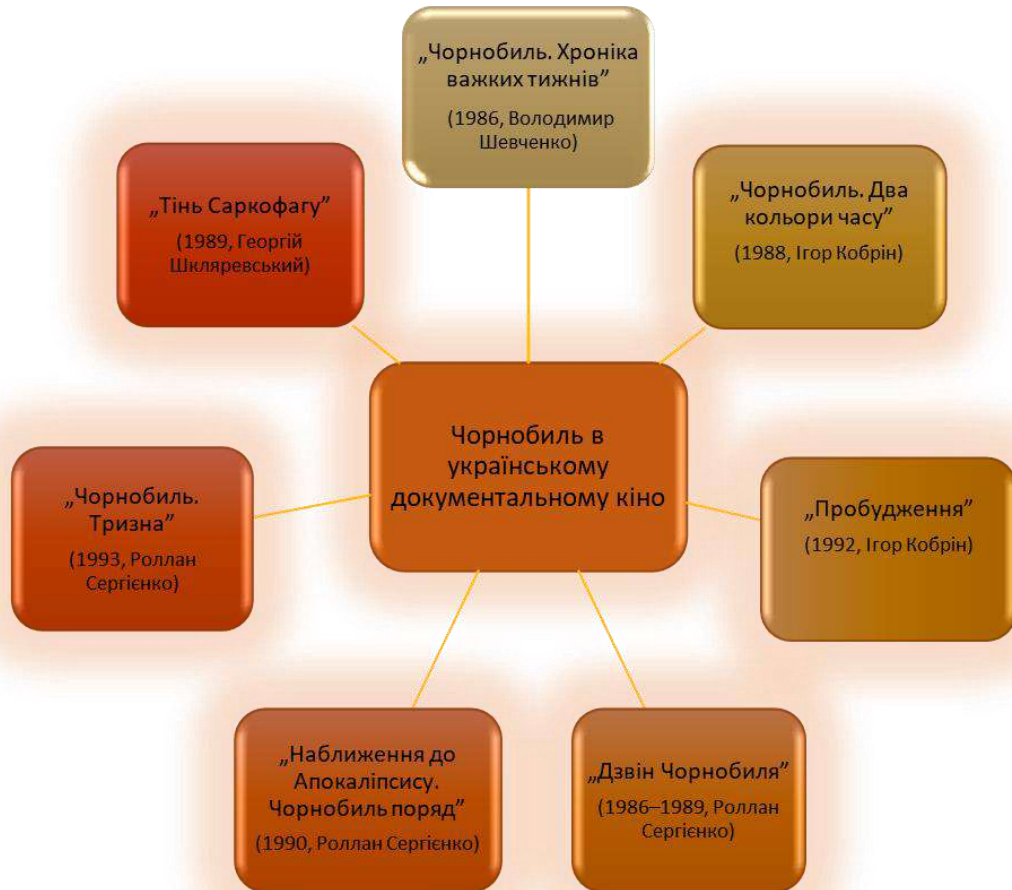 „Чорнобиль. Хроніка
важких тижнів”
(1986, Володимир
Шевченко)
„Чорнобиль. Два
кольори часу”
(1988, Ігор Кобрін)
„Пробудження”
(1992, Ігор Кобрін)
„Дзвін Чорнобиля”
(1986–1989, Роллан
Сергієнко)
„Наближення до
Апокаліпсису.
Чорнобиль поряд”
(1990, Роллан Сергієнко)
„Чорнобиль.
Тризна”
(1993, Роллан
Сергієнко)
„Тінь Саркофагу”
(1989, Георгій
Шкляревський)
Чорнобиль в
українському
документальному кіно